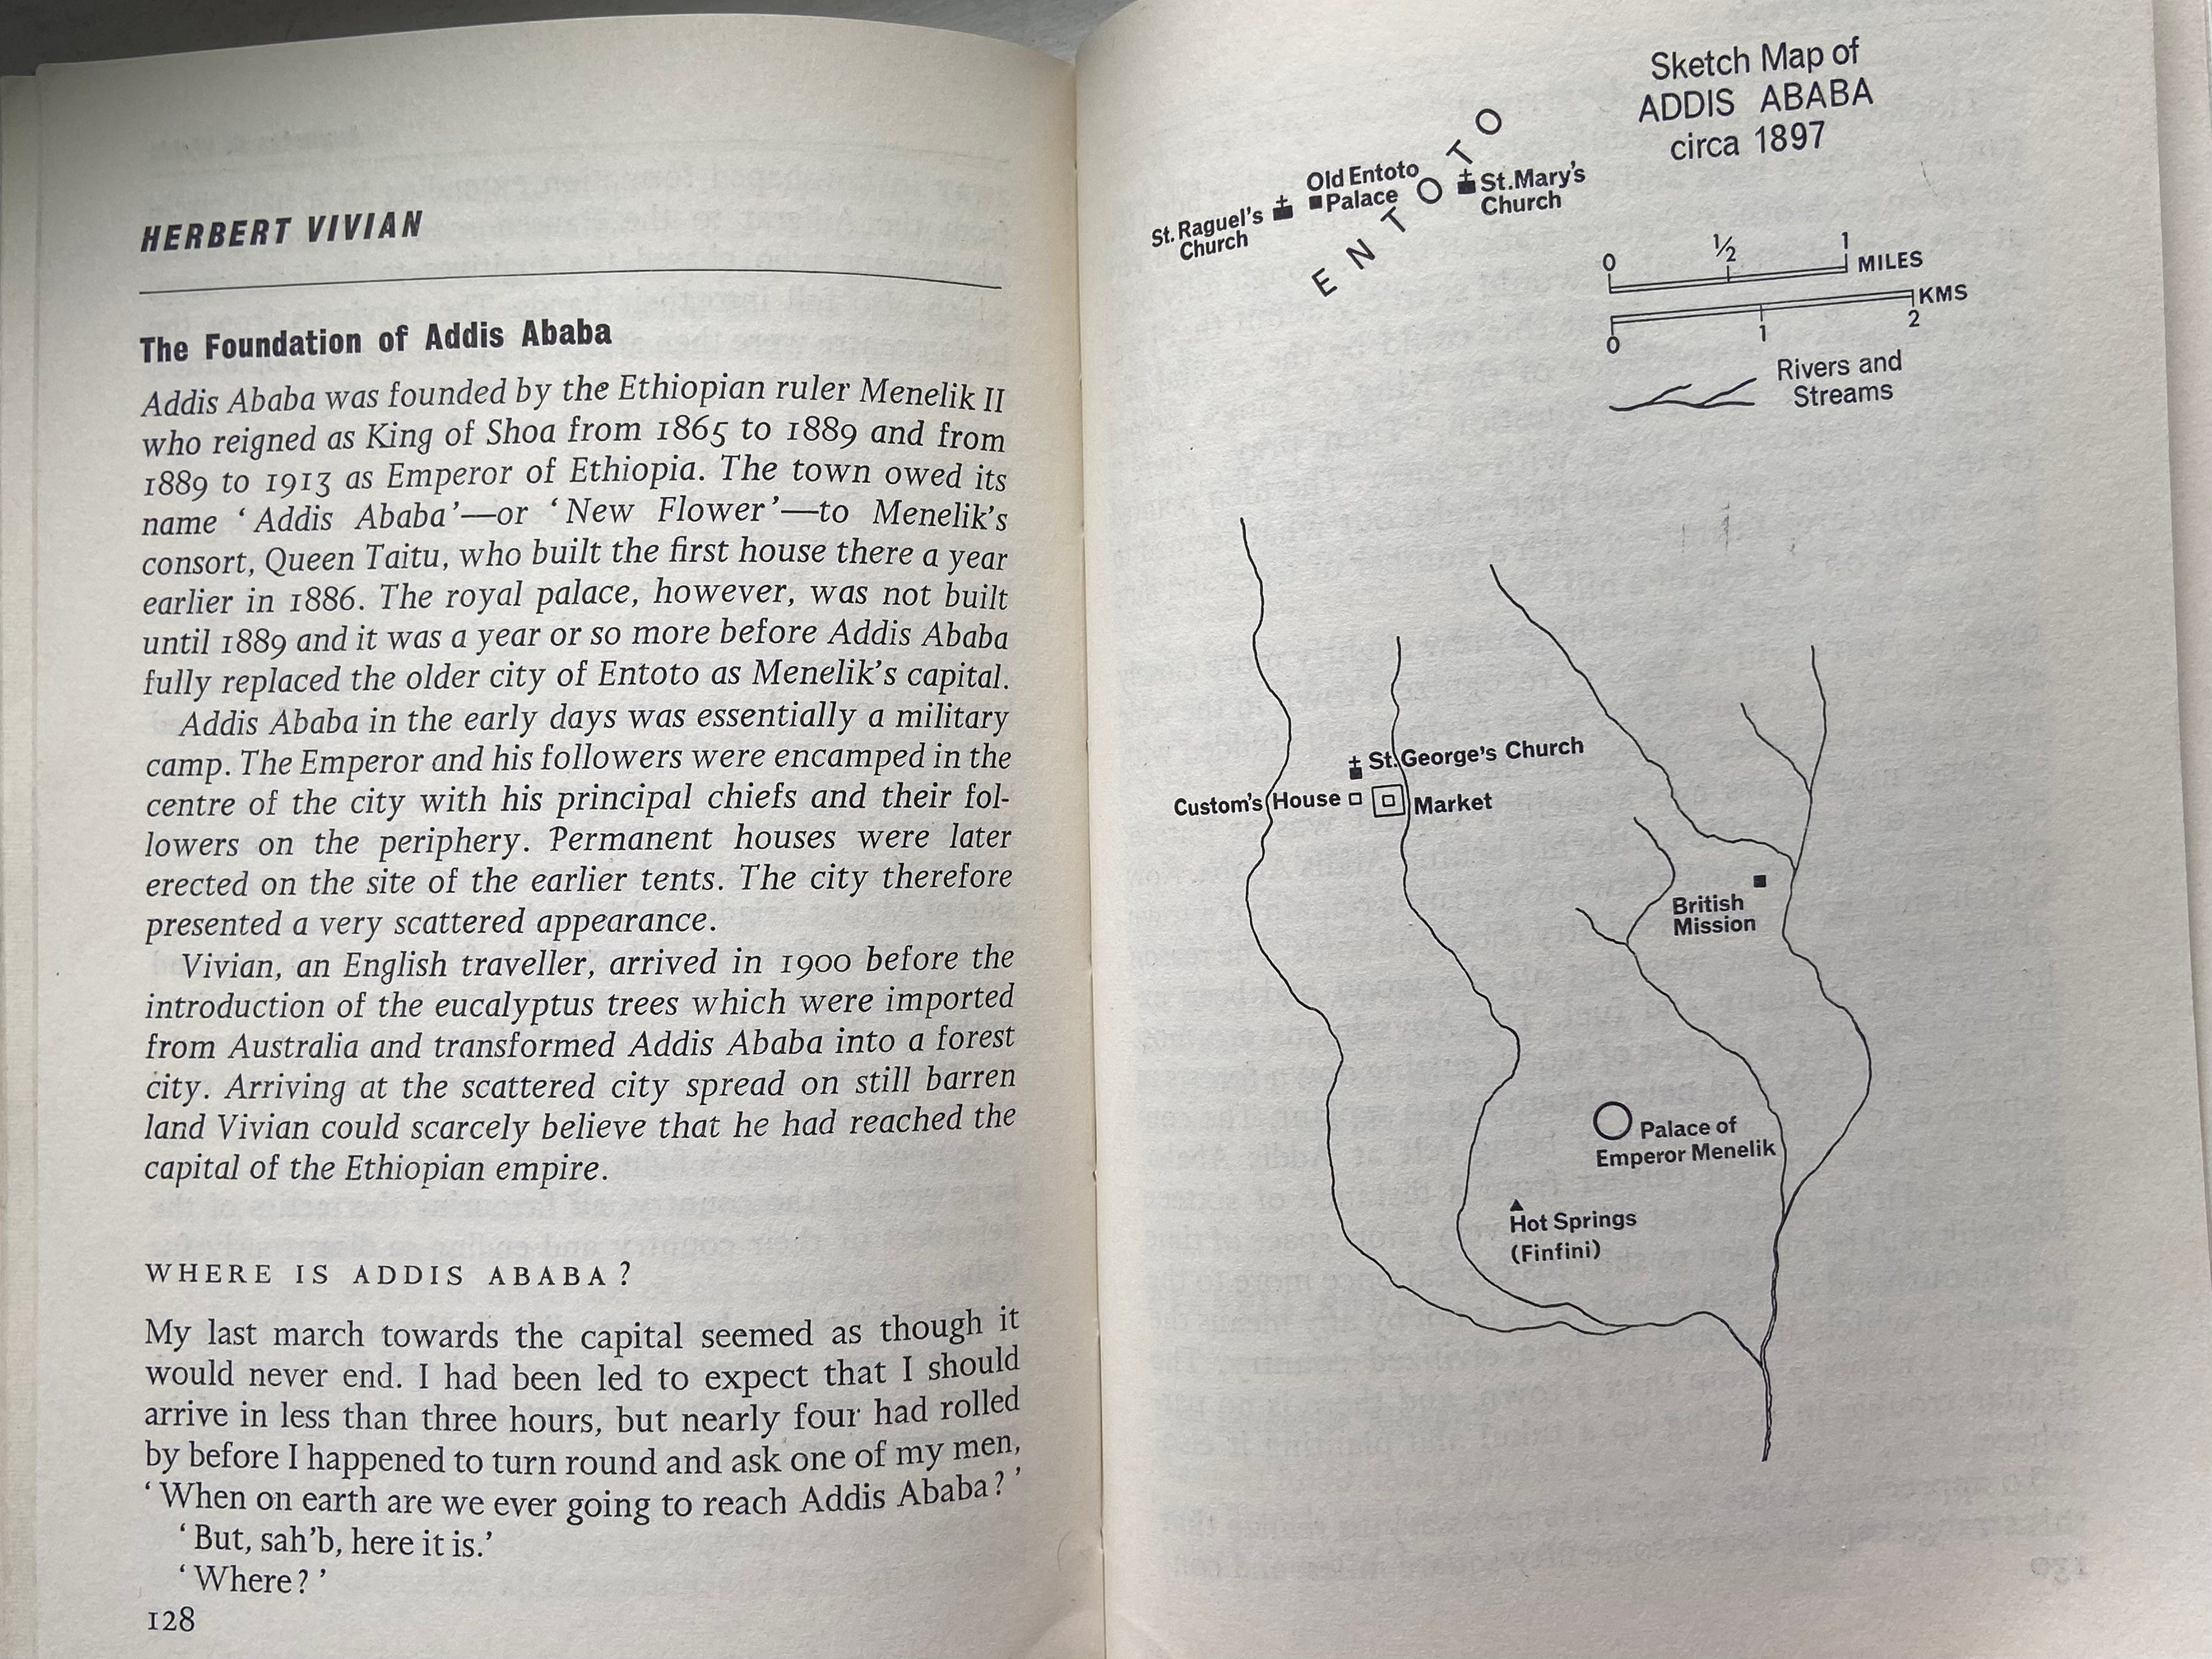 HERBERT VIVIAN
The Foundation of Addis Ababa
Addis Ababa was founded by the Ethiopian ruler Menelik II
who reigned as King of Shoa from 1865 to 1889 and from
1889 to 1913 as Emperor of Ethiopia. The town owed its
name ‘Addis Ababa’—or ‘New Flower’—to Menelik’s
consort, Queen Taitu, who built the first house there a year
earlier in 1886. The royal palace, however, was not built
until 1889 and it was a year or so more before Addis Ababa
fully replaced the older city of Entoto as Menelik’s capital.
Addis Ababa in the early days was essentially a military
camp. The Emperor and his followers were encamped in the
centre of the city with his principal chiefs and their fol-
lowers on the periphery. Permanent houses were later
erected on the site of the earlier tents. The city therefore
presented a very scattered appearance.
Vivian, an English traveller, arrived in 1900 before the
introduction of the eucalyptus trees which were imported
from Australia and transformed Addis Ababa into a forest
city. Arriving at the scattered city spread on still barren
land Vivian could scarcely believe that he had reached the
capital of the Ethiopian empire.
WHERE IS ADDIS ABABA?
My last march towards the capital seemed as though it
would never end. I had been led to expect that I should
arrive in less than three hours, but nearly four had rolled
by before I happened to turn round and ask one of my men,
‘When on earth are we ever going to reach Addis Ababa?’
‘But, sah’b, here it is.’
‘Where?’
128
Sketch Map of
ADDIS ABABA
circa 1897
ENTOTO
St. Raguel’s
Church
Old Entoto
Palace
St. Mary’s
Church
0 ½ 1 MILES
0 1 2 KMS
Rivers and
Streams
St. George’s Church
Custom’s House
Market
British
Mission
Palace of
Emperor Menelik
Hot Springs
(Finfini)